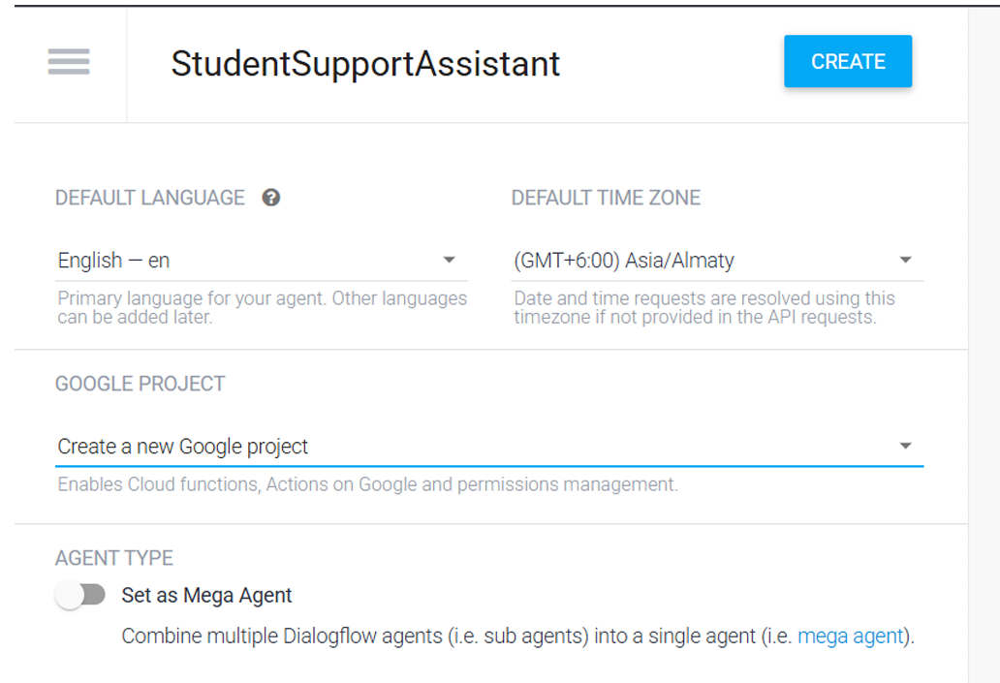 StudentSupportAssistant
CREATE
DEFAULT LANGUAGE
DEFAULT TIME ZONE
English — en
(GMT+6:00) Asia/Almaty
Primary language for your agent. Other languages
can be added later.
Date and time requests are resolved using this
timezone if not provided in the API requests.
GOOGLE PROJECT
Create a new Google project
Enables Cloud functions, Actions on Google and permissions management.
AGENT TYPE
Set as Mega Agent
Combine multiple Dialogflow agents (i.e. sub agents) into a single agent (i.e. mega agent).